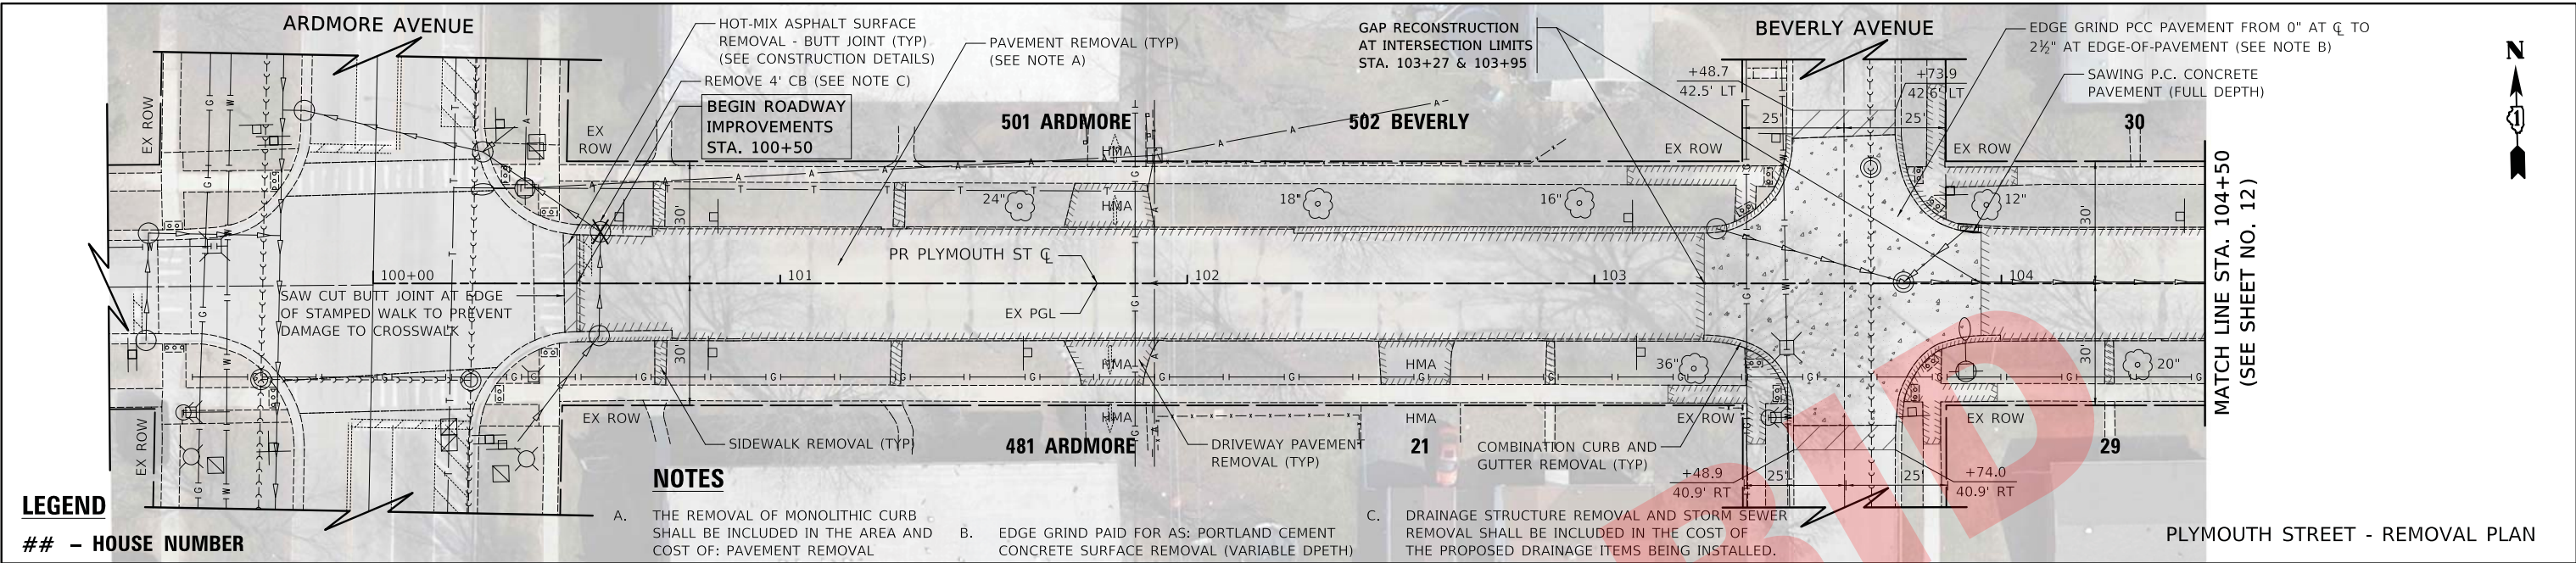 ARDMORE AVENUE
HOT-MIX ASPHALT SURFACE
REMOVAL - BUTT JOINT (TYP)
(SEE CONSTRUCTION DETAILS)
REMOVE 4' CB (SEE NOTE C)
BEGIN ROADWAY
IMPROVEMENTS
STA. 100+50
PAVEMENT REMOVAL (TYP)
(SEE NOTE A)
GAP RECONSTRUCTION
AT INTERSECTION LIMITS
STA. 103+27 & 103+95
BEVERLY AVENUE
EDGE GRIND PCC PAVEMENT FROM 0" AT ℄ TO
2½" AT EDGE-OF-PAVEMENT (SEE NOTE B)
SAWING P.C. CONCRETE
PAVEMENT (FULL DEPTH)
N
1
+48.7
42.5' LT
+73.9
42.6' LT
25'
25'
EX ROW
EX
ROW
501 ARDMORE
502 BEVERLY
30
HMA
EX ROW
EX ROW
30'
24"
HMA
18"
16"
12"
30'
PR PLYMOUTH ST ℄
100+00
101
102
103
104
EX PGL
SAW CUT BUTT JOINT AT EDGE
OF STAMPED WALK TO PREVENT
DAMAGE TO CROSSWALK
MATCH LINE STA. 104+50
(SEE SHEET NO. 12)
30'
HMA
HMA
36"
30'
20"
EX ROW
EX ROW
HMA
HMA
EX ROW
EX ROW
SIDEWALK REMOVAL (TYP)
481 ARDMORE
DRIVEWAY PAVEMENT
REMOVAL (TYP)
21
COMBINATION CURB AND
GUTTER REMOVAL (TYP)
29
+48.9
40.9' RT
25'
25'
+74.0
40.9' RT
LEGEND
## – HOUSE NUMBER
NOTES
A. THE REMOVAL OF MONOLITHIC CURB
SHALL BE INCLUDED IN THE AREA AND
COST OF: PAVEMENT REMOVAL
B. EDGE GRIND PAID FOR AS: PORTLAND CEMENT
CONCRETE SURFACE REMOVAL (VARIABLE DPETH)
C. DRAINAGE STRUCTURE REMOVAL AND STORM SEWER
REMOVAL SHALL BE INCLUDED IN THE COST OF
THE PROPOSED DRAINAGE ITEMS BEING INSTALLED.
BID
PLYMOUTH STREET - REMOVAL PLAN